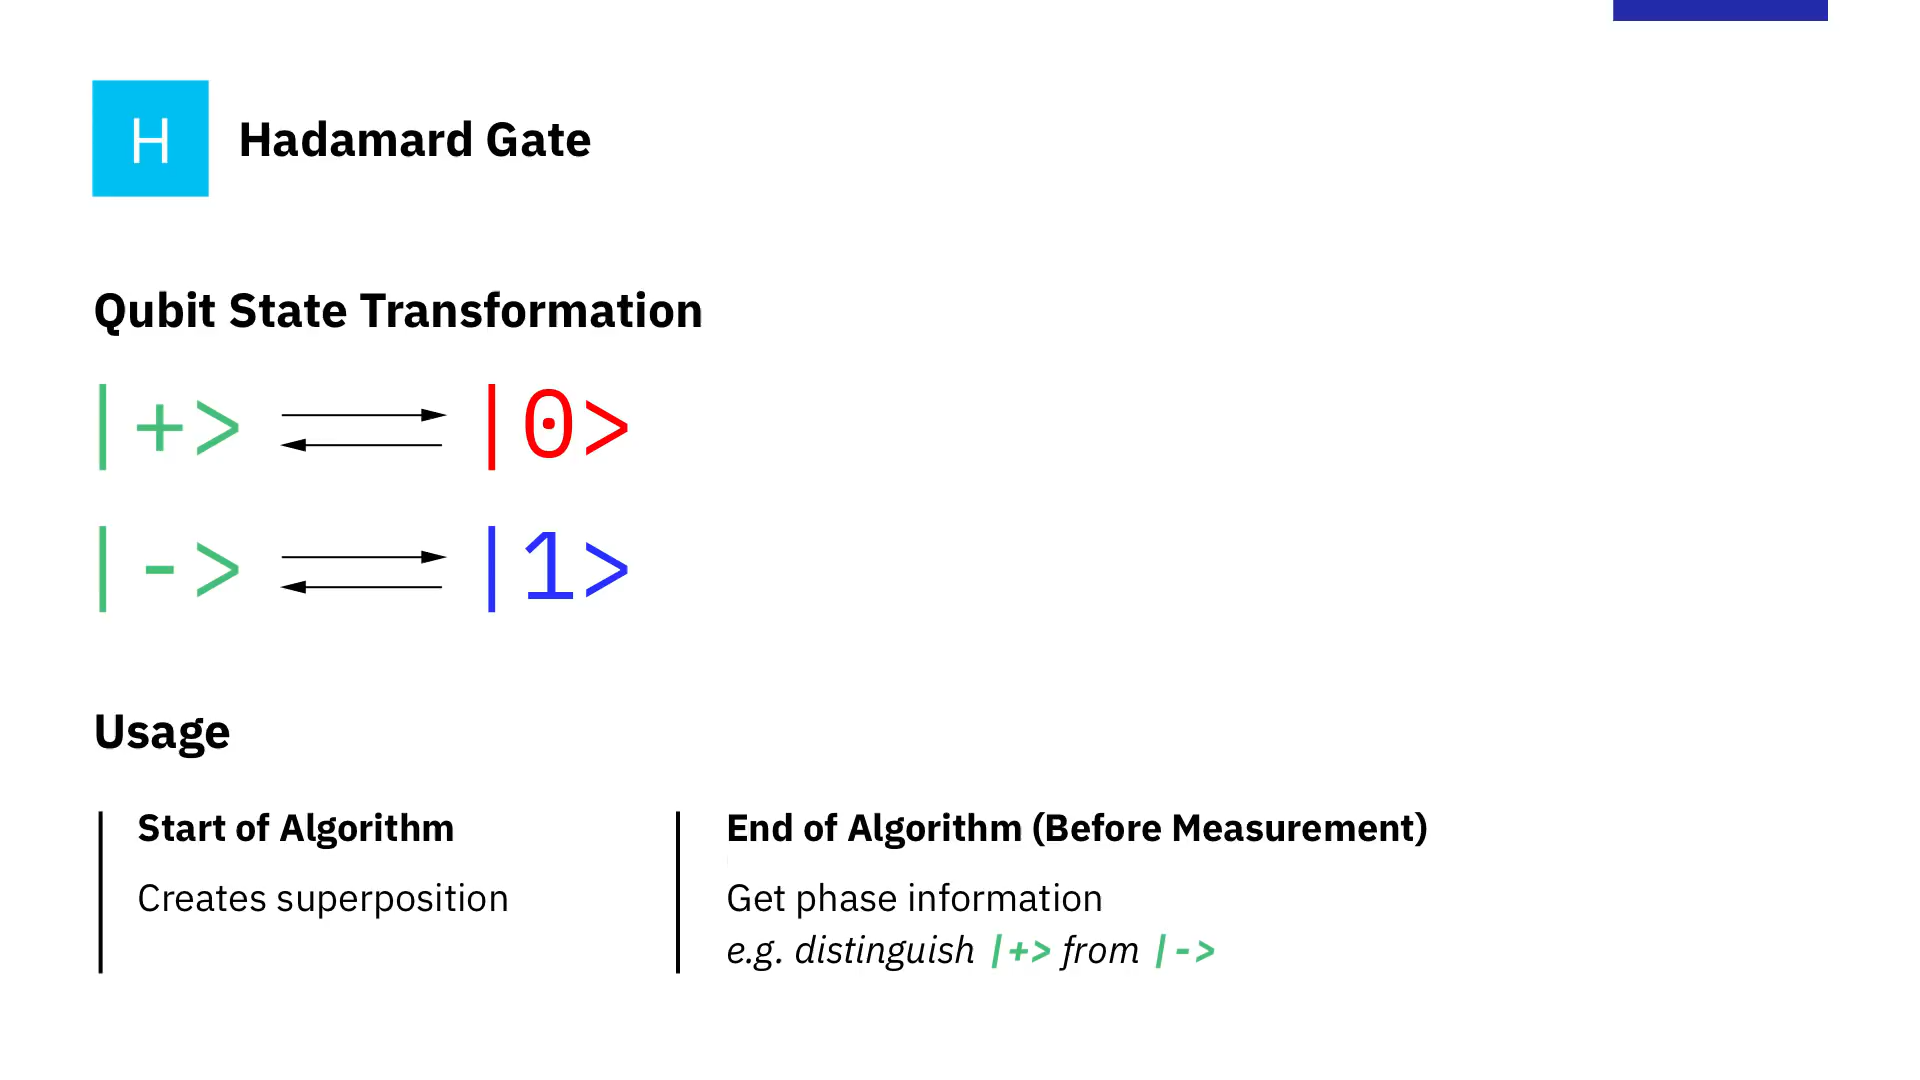 H
Hadamard Gate
Qubit State Transformation
|+> |0>
|-> |1>
Usage
Start of Algorithm
Creates superposition
End of Algorithm (Before Measurement)
Get phase information
e.g. distinguish |+> from |->